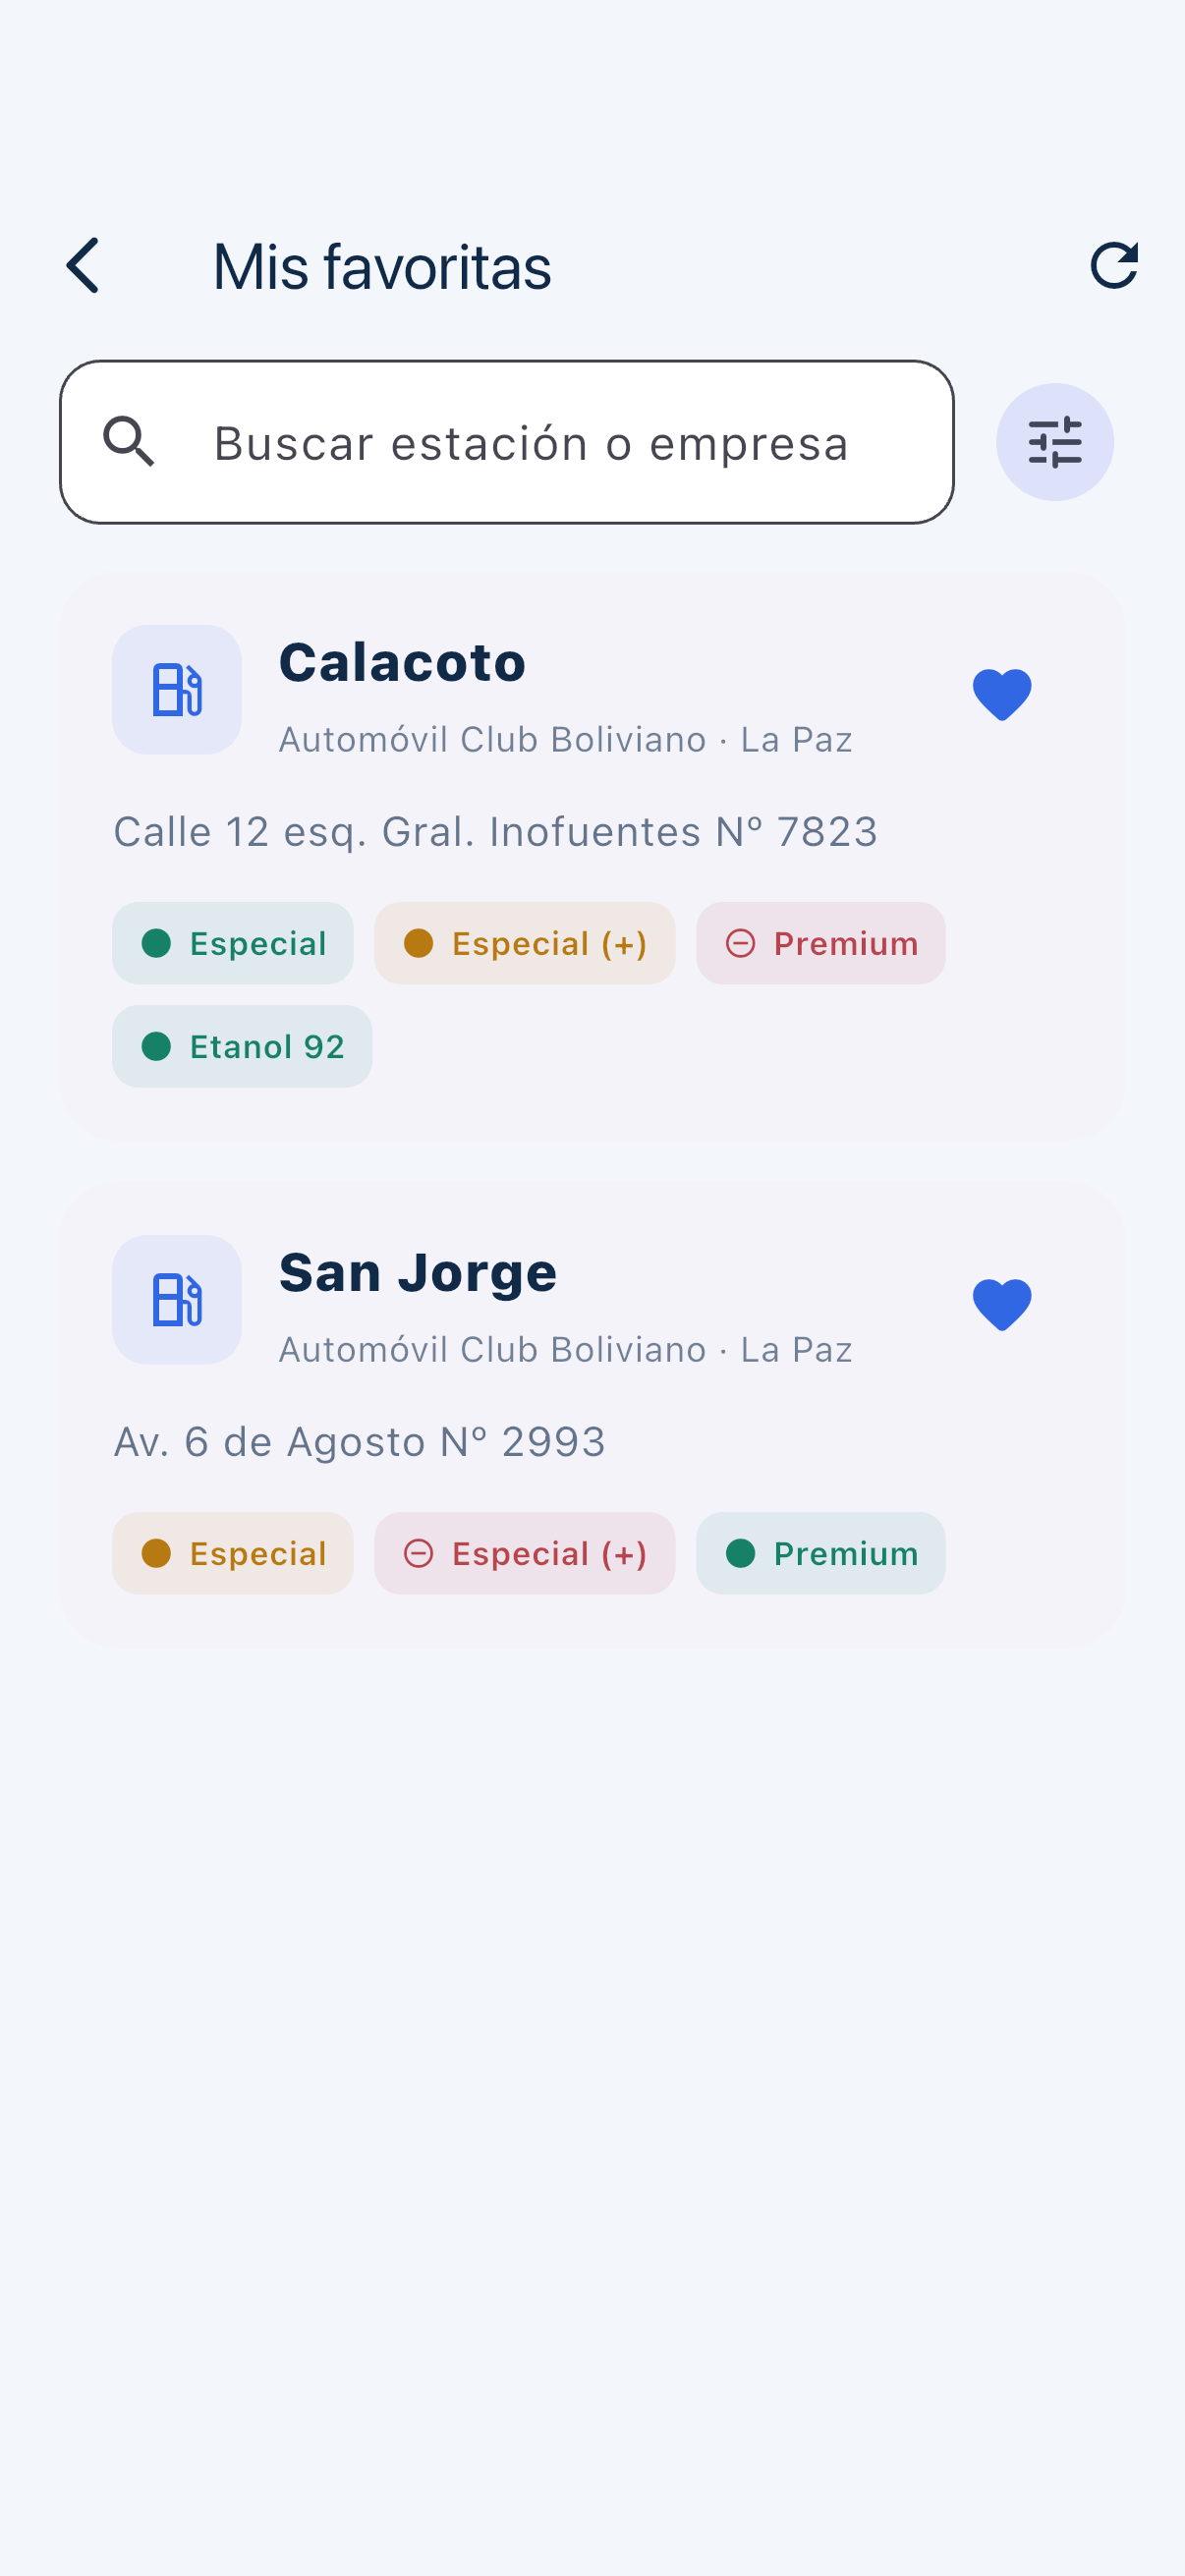 Mis favoritas
Buscar estación o empresa
Calacoto
Automóvil Club Boliviano · La Paz
Calle 12 esq. Gral. Inofuentes Nº 7823
Especial Especial (+) Premium
Etanol 92
San Jorge
Automóvil Club Boliviano · La Paz
Av. 6 de Agosto Nº 2993
Especial Especial (+) Premium